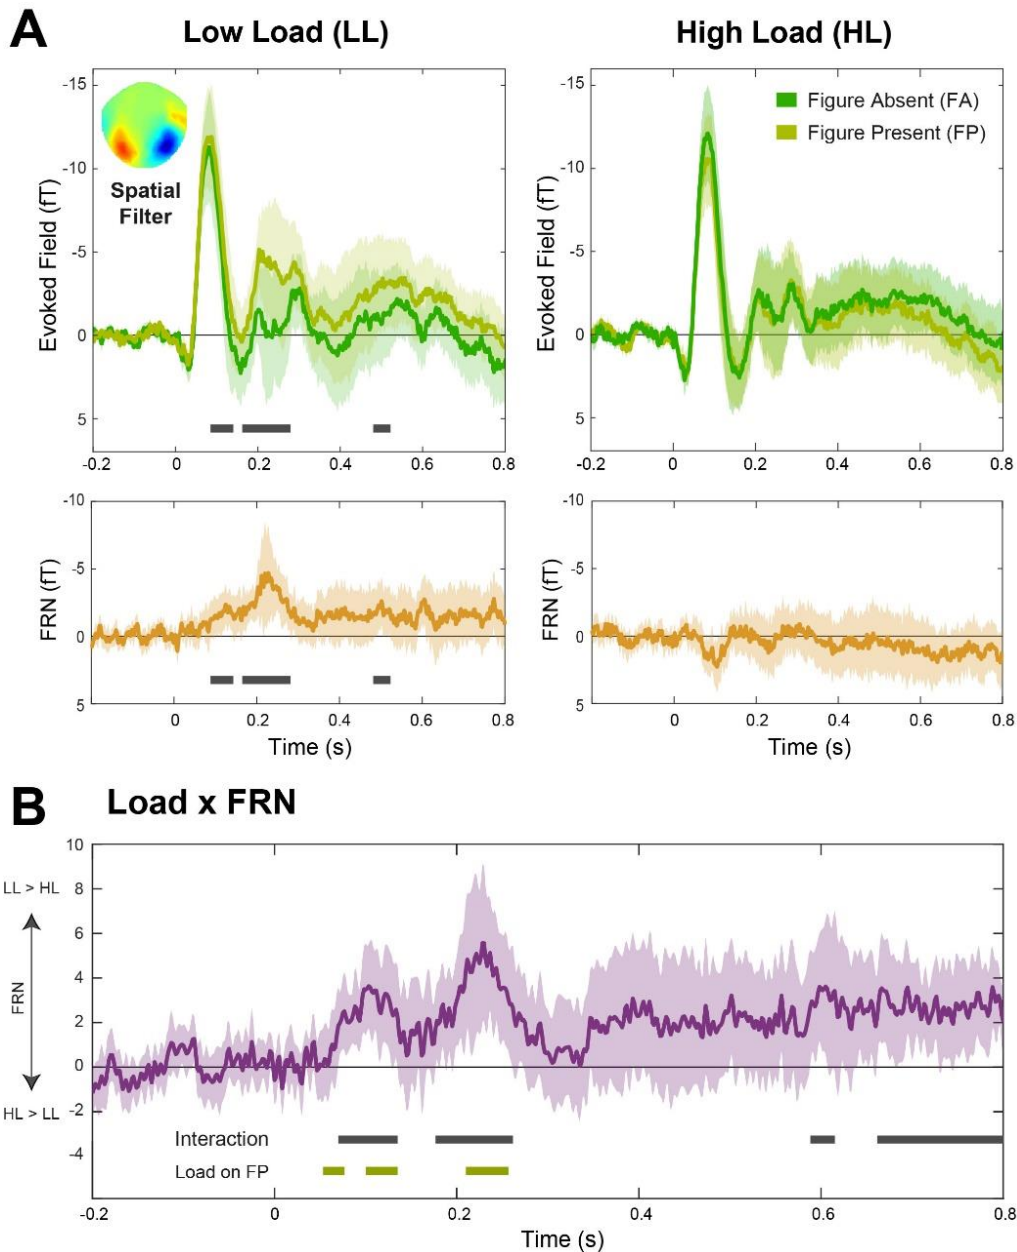 A
Low Load (LL)
High Load (HL)
-15
-10
-5
0
5
Evoked Field (fT)
Spatial
Filter
-0.2 0 0.2 0.4 0.6 0.8
-15
-10
-5
0
5
Evoked Field (fT)
Figure Absent (FA)
Figure Present (FP)
-0.2 0 0.2 0.4 0.6 0.8
-10
-5
0
5
FRN (fT)
0 0.2 0.4 0.6 0.8
Time (s)
-10
-5
0
5
FRN (fT)
0 0.2 0.4 0.6 0.8
Time (s)
B
Load x FRN
10
8
6
4
2
0
-2
-4
LL > HL
FRN
HL > LL
Interaction
Load on FP
-0.2 0 0.2 0.4 0.6 0.8
Time (s)